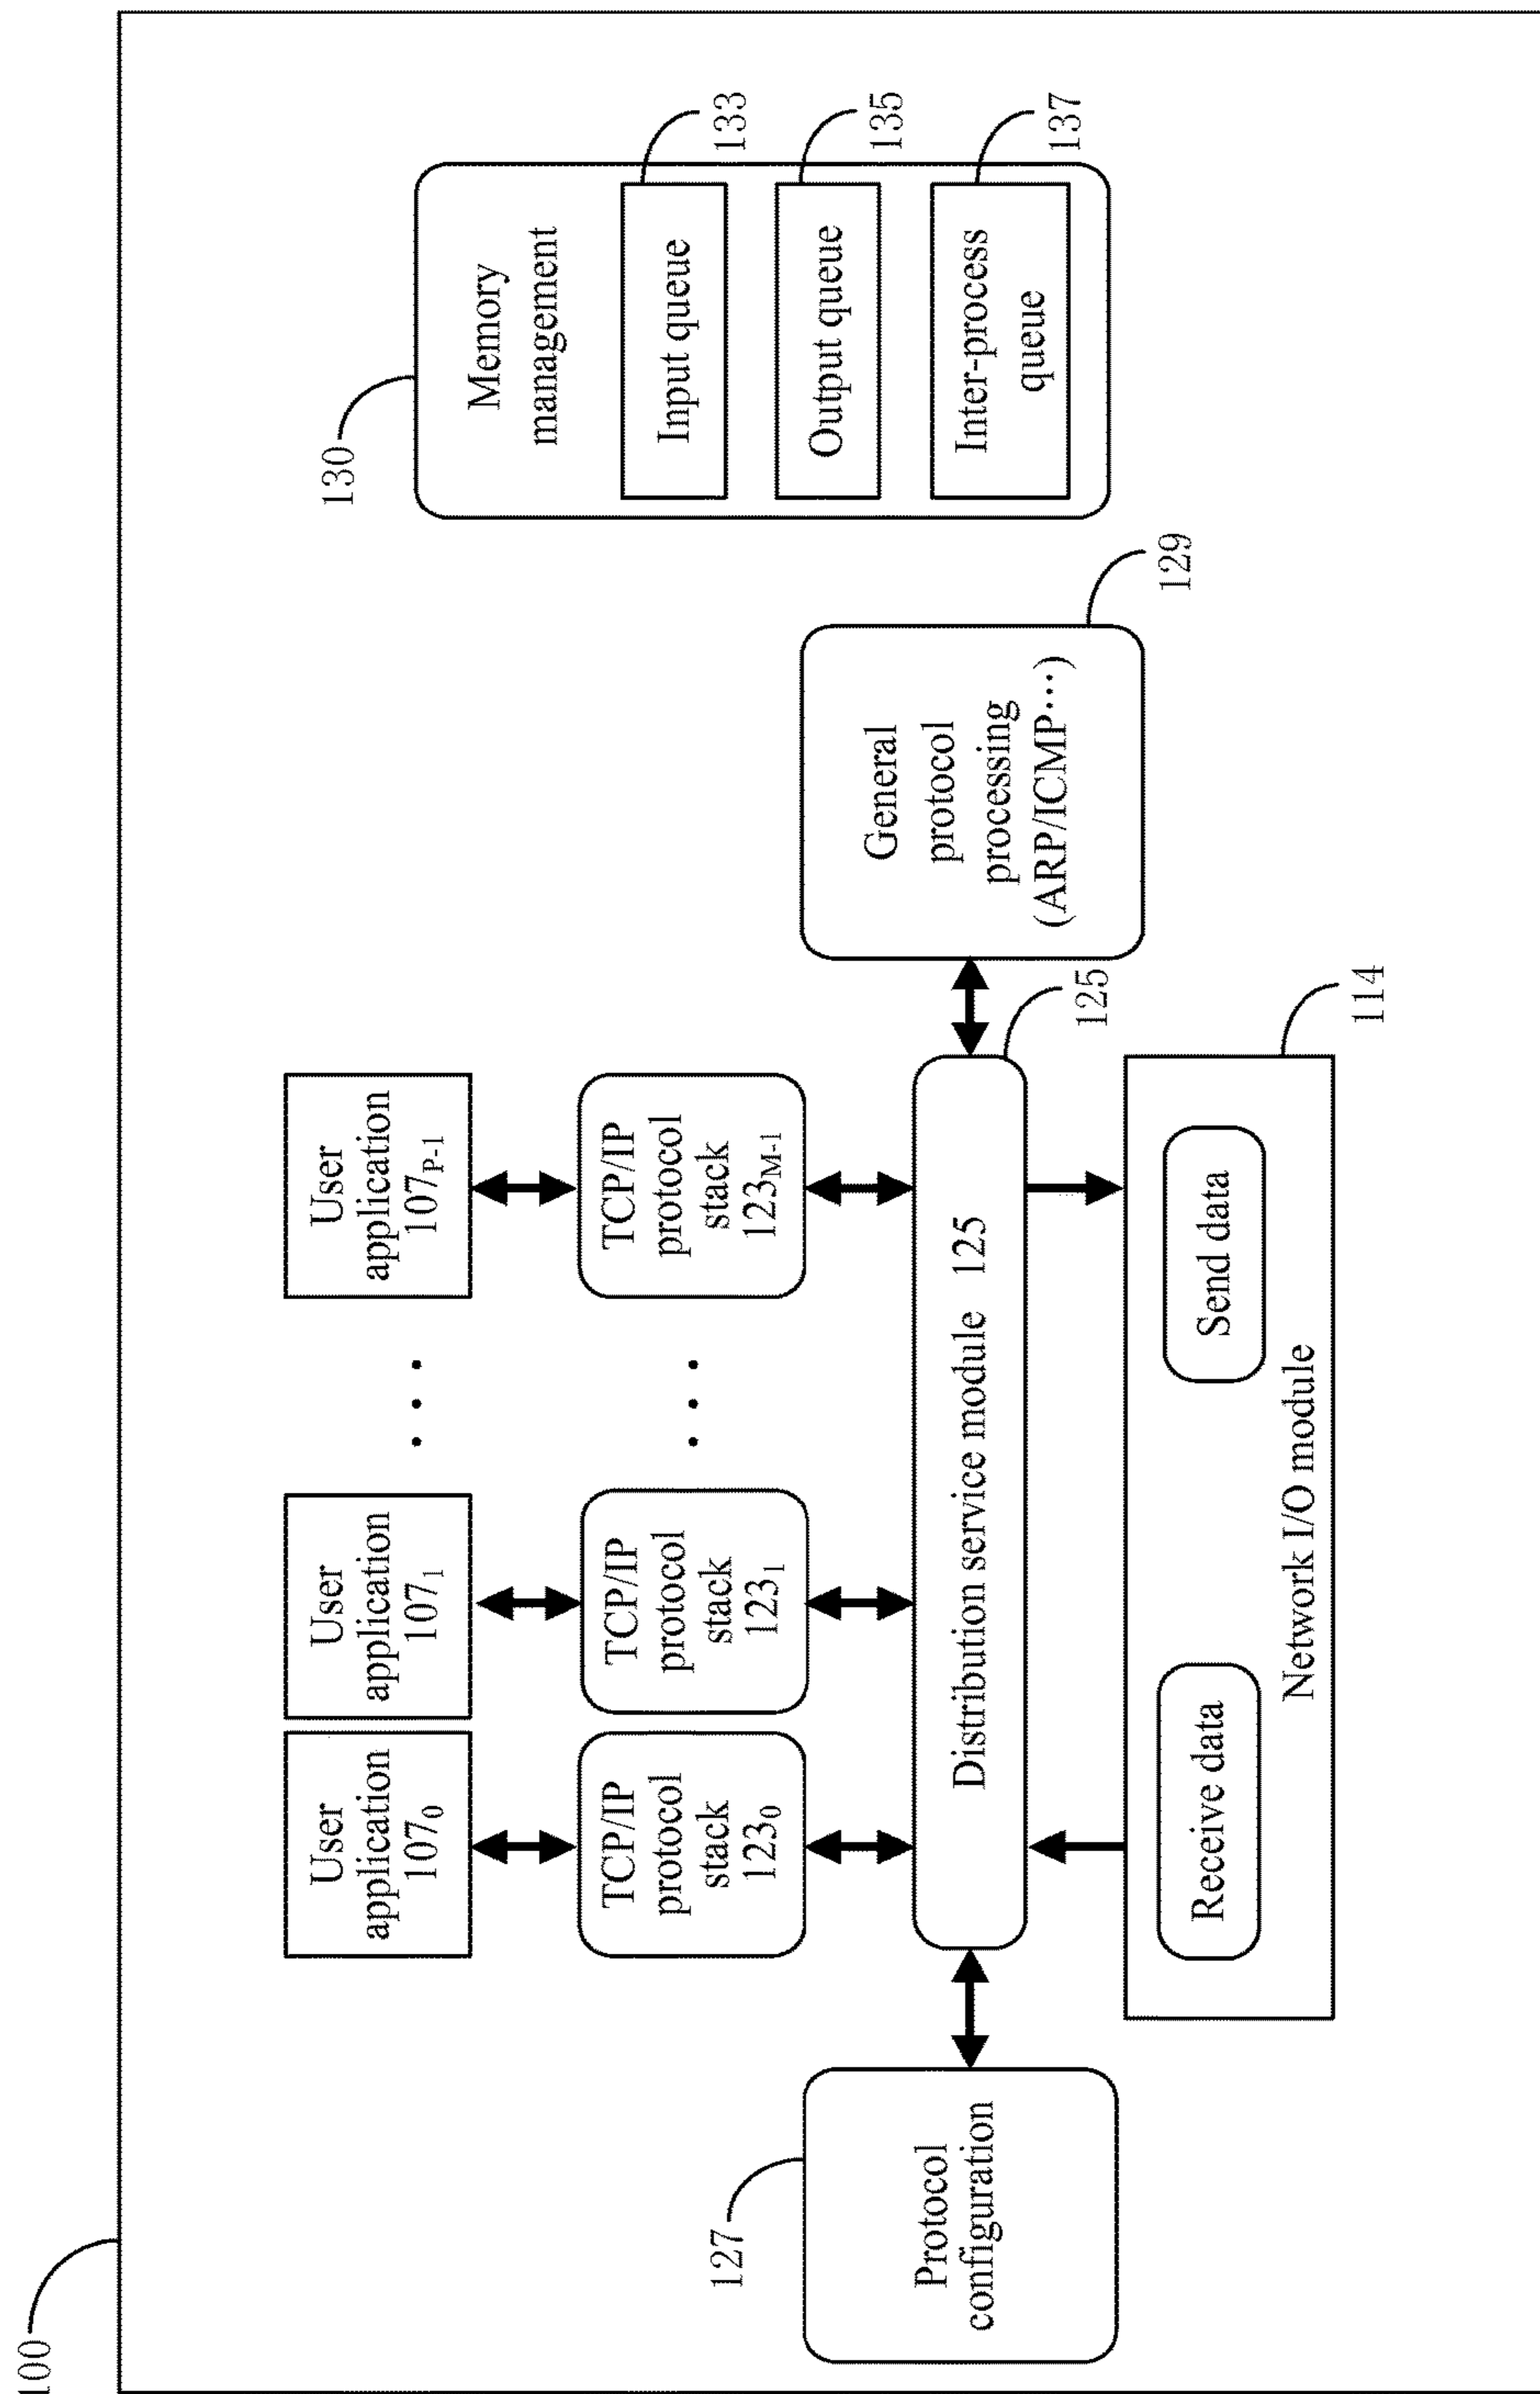 100
User
application
107₀
User
application
107₁
. . .
User
application
107P-1
130
Memory
management
Input queue
133
Output queue
135
Inter-process
queue
137
TCP/IP
protocol
stack
123₀
TCP/IP
protocol
stack
123₁
. . .
TCP/IP
protocol
stack
123M-1
127
Protocol
configuration
Distribution service module 125
125
General
protocol
processing
(ARP/ICMP···)
129
Receive data
Send data
Network I/O module
114